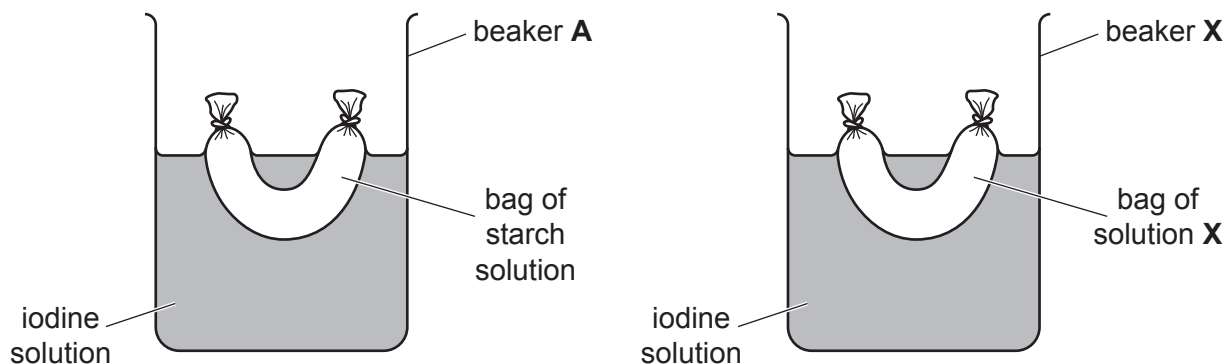 beaker A
bag of
starch
solution
iodine
solution
beaker X
bag of
solution X
iodine
solution